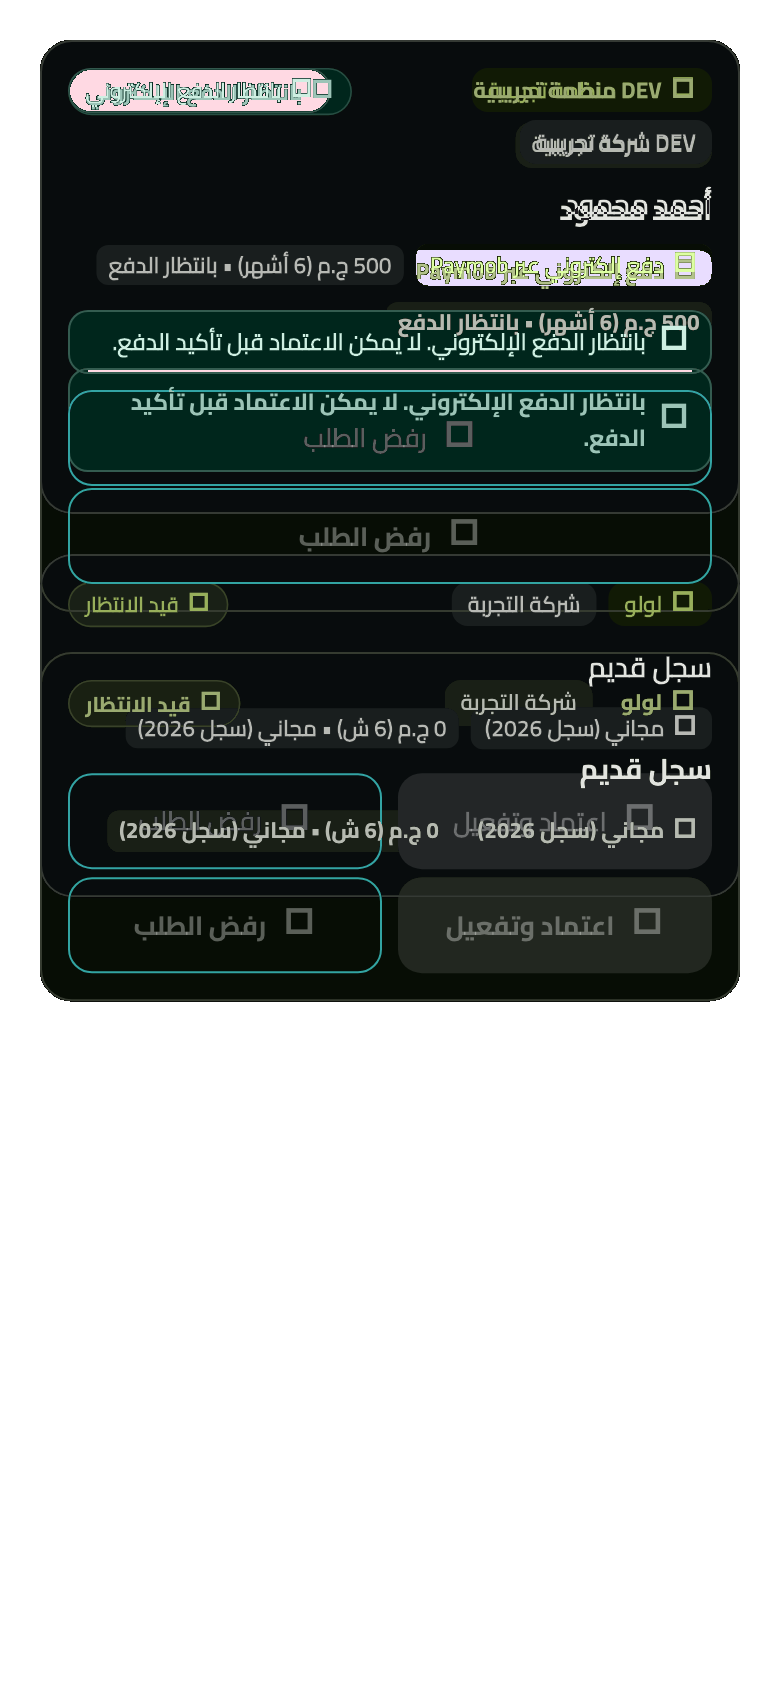 DEV منظمة تجريبية
بانتظار الدفع الإلكتروني
DEV شركة تجريبية
أحمد محمود
دفع إلكتروني عبر Paymob
500 ج.م (6 أشهر) • بانتظار الدفع
500 ج.م (6 أشهر) • بانتظار الدفع
بانتظار الدفع الإلكتروني. لا يمكن الاعتماد قبل تأكيد الدفع.
بانتظار الدفع الإلكتروني. لا يمكن الاعتماد قبل تأكيد
الدفع.
رفض الطلب
رفض الطلب
لولو
شركة التجربة
قيد الانتظار
سجل قديم
لولو
شركة التجربة
قيد الانتظار
مجاني (سجل 2026)
0 ج.م (6 ش) • مجاني (سجل 2026)
سجل قديم
اعتماد وتفعيل
رفض الطلب
مجاني (سجل 2026)
0 ج.م (6 ش) • مجاني (سجل 2026)
اعتماد وتفعيل
رفض الطلب